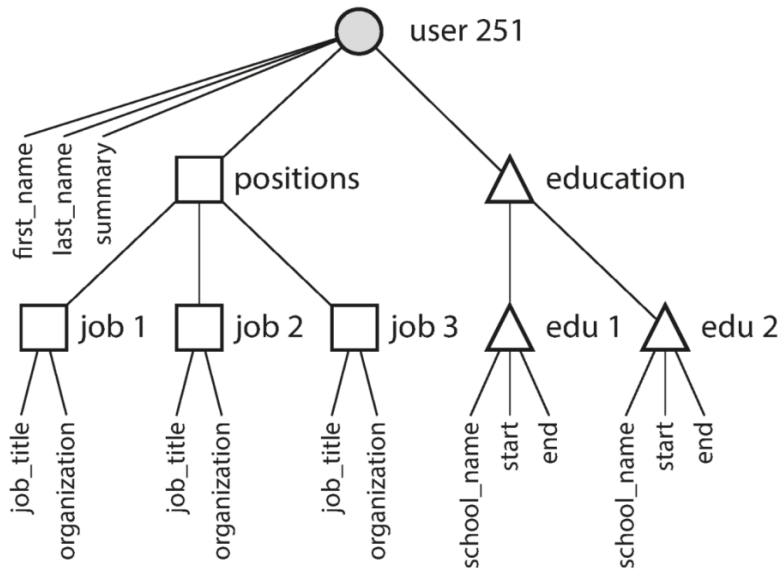 user 251
first_name
last_name
summary
positions
education
job 1
job 2
job 3
edu 1
edu 2
job_title
organization
job_title
organization
job_title
organization
school_name
start
end
school_name
start
end